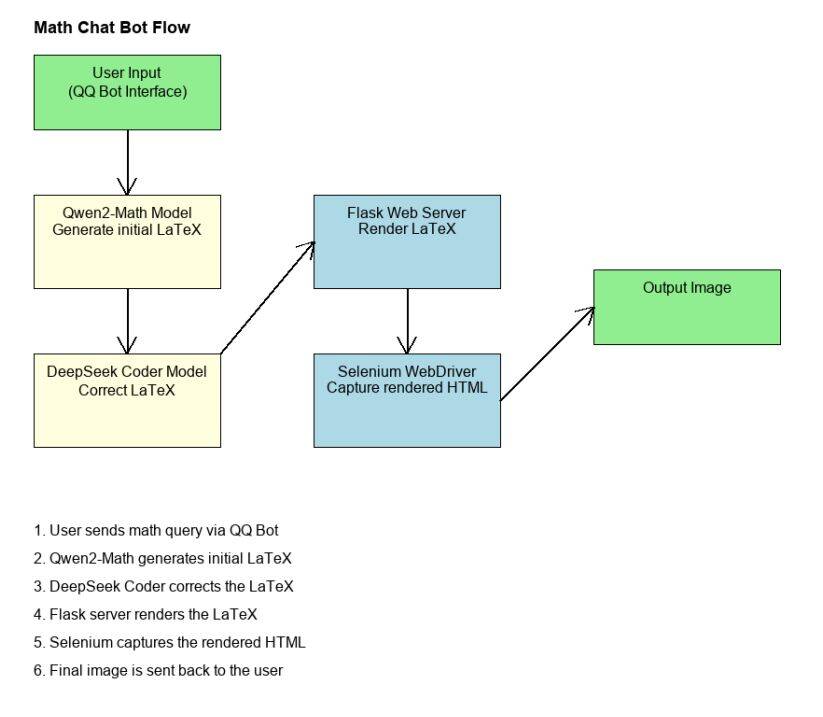 Math Chat Bot Flow
User Input
(QQ Bot Interface)
Qwen2-Math Model
Generate initial LaTeX
DeepSeek Coder Model
Correct LaTeX
Flask Web Server
Render LaTeX
Selenium WebDriver
Capture rendered HTML
Output Image
1. User sends math query via QQ Bot
2. Qwen2-Math generates initial LaTeX
3. DeepSeek Coder corrects the LaTeX
4. Flask server renders the LaTeX
5. Selenium captures the rendered HTML
6. Final image is sent back to the user